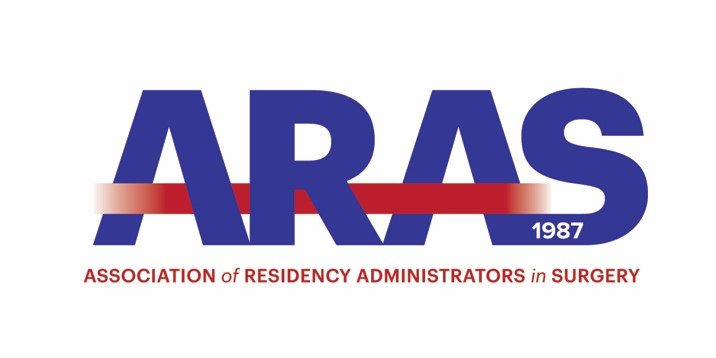 ARAS
1987
ASSOCIATION of RESIDENCY ADMINISTRATORS in SURGERY